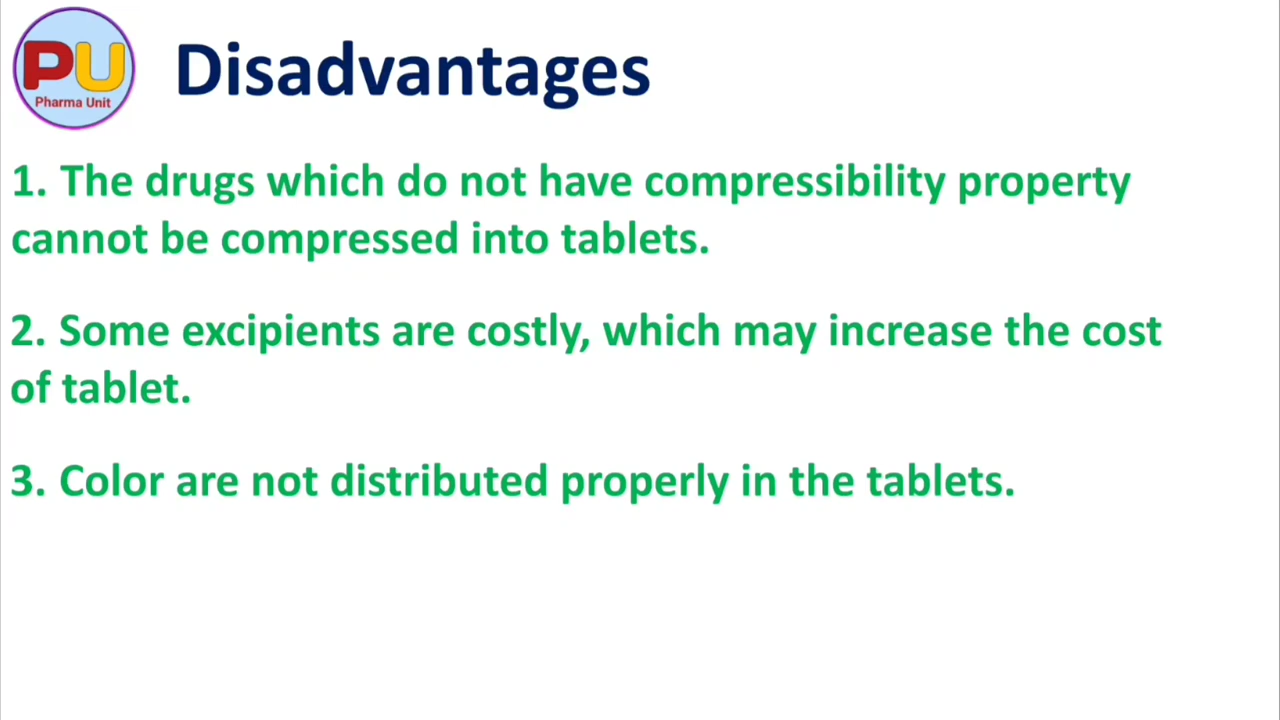 PU
Pharma Unit
Disadvantages
1. The drugs which do not have compressibility property
cannot be compressed into tablets.
2. Some excipients are costly, which may increase the cost
of tablet.
3. Color are not distributed properly in the tablets.